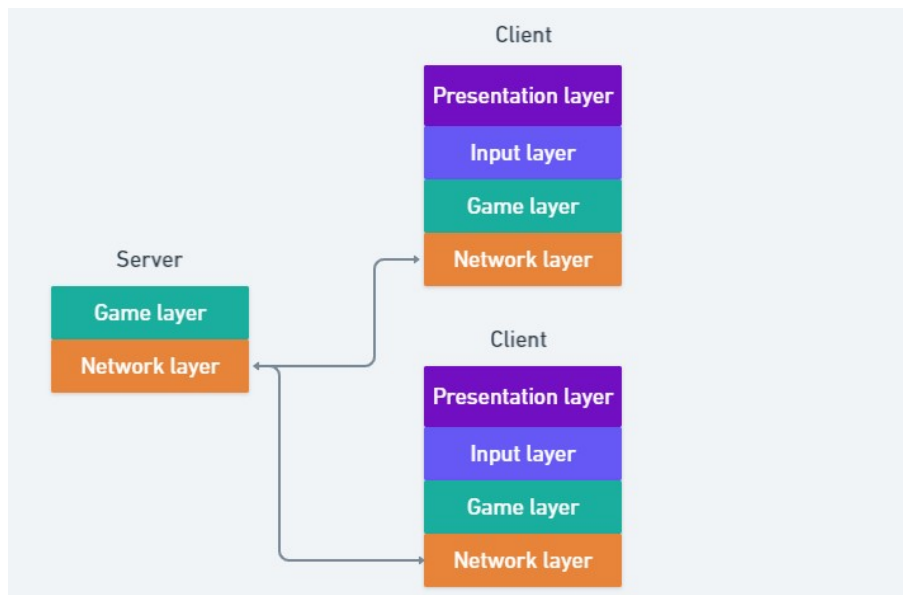 Client
Presentation layer
Input layer
Game layer
Network layer
Server
Game layer
Network layer
Client
Presentation layer
Input layer
Game layer
Network layer